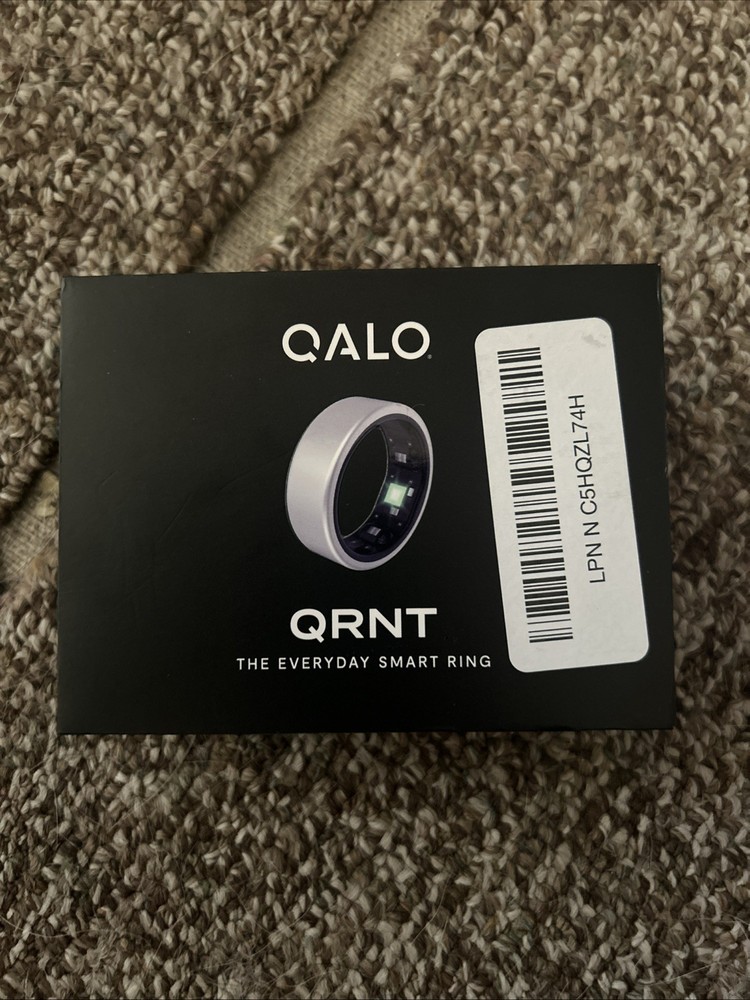 QALO
QRNT
THE EVERYDAY SMART RING
LPN N C5HQZL74H